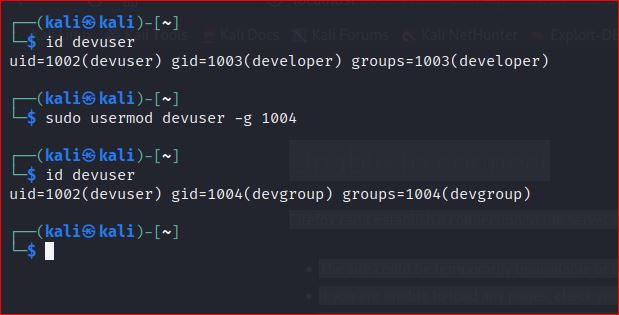 Kali Docs Kali Forums Kali NetHunter Exploit-DB
┌──(kali㉿kali)-[~]
└─$ id devuser
uid=1002(devuser) gid=1003(developer) groups=1003(developer)
┌──(kali㉿kali)-[~]
└─$ sudo usermod devuser -g 1004
┌──(kali㉿kali)-[~]
└─$ id devuser
uid=1002(devuser) gid=1004(devgroup) groups=1004(devgroup)
┌──(kali㉿kali)-[~]
└─$